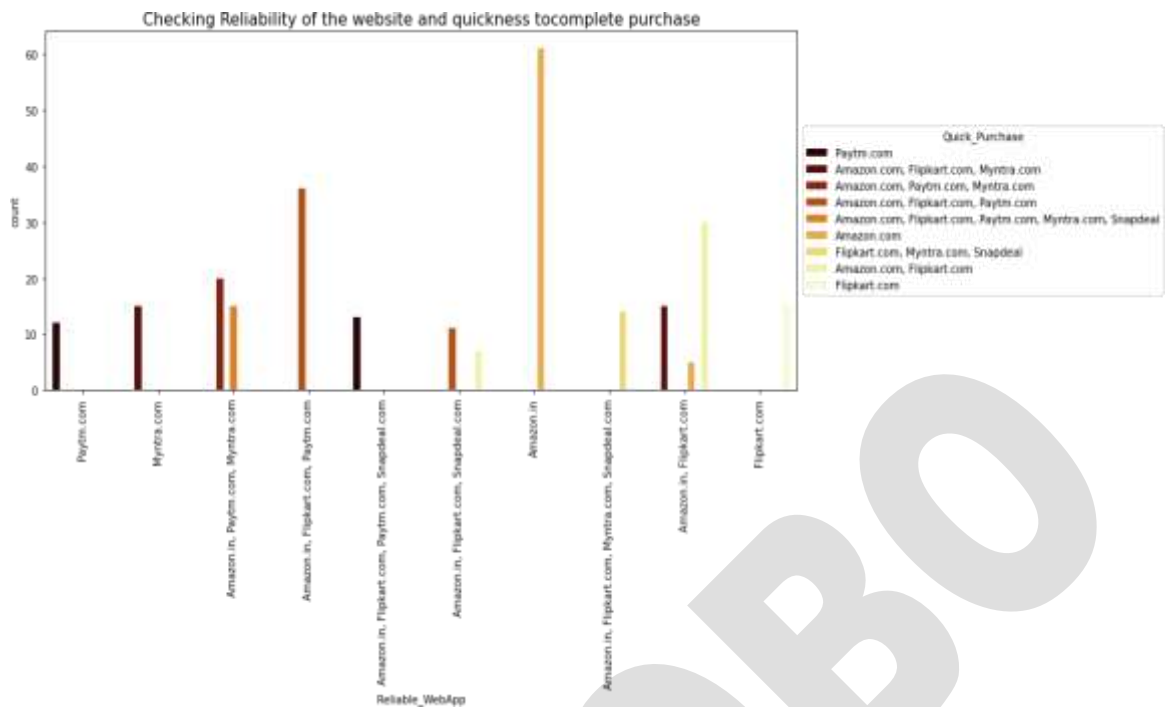 Checking Reliability of the website and quickness tocomplete purchase
count
60
50
40
30
20
10
0
Paytm.com
Myntra.com
Amazon.in, Paytm.com, Myntra.com
Amazon.in, Flipkart.com, Paytm.com
Amazon.in, Flipkart.com, Paytm.com, Snapdeal.com
Amazon.in, Flipkart.com, Snapdeal.com
Amazon.in
Amazon.in, Flipkart.com, Myntra.com, Snapdeal.com
Amazon.in, Flipkart.com
Flipkart.com
Reliable_WebApp
Quick_Purchase
Paytm.com
Amazon.com, Flipkart.com, Myntra.com
Amazon.com, Paytm.com, Myntra.com
Amazon.com, Flipkart.com, Paytm.com
Amazon.com, Flipkart.com, Paytm.com, Myntra.com, Snapdeal
Amazon.com
Flipkart.com, Myntra.com, Snapdeal
Amazon.com, Flipkart.com
Flipkart.com